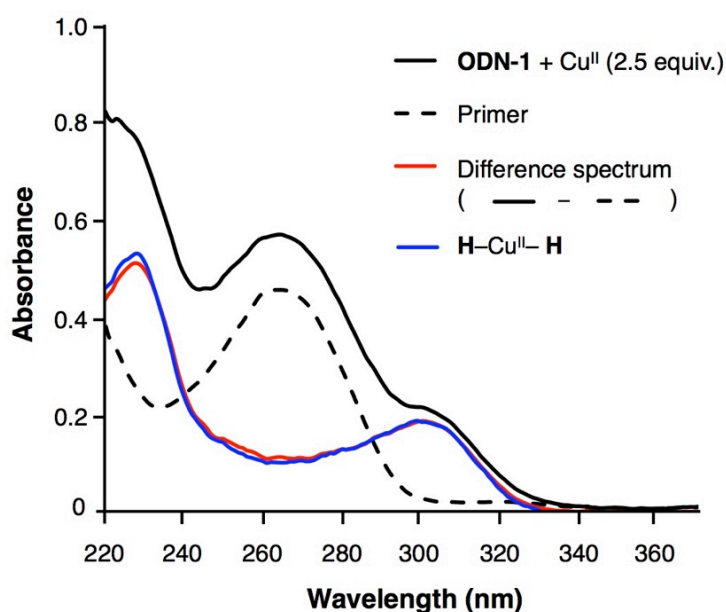 1.0
ODN-1 + Cuᴵᴵ (2.5 equiv.)
0.8
Primer
Difference spectrum
( – )
0.6
H–Cuᴵᴵ– H
Absorbance
0.4
0.2
0
220 240 260 280 300 320 340 360
Wavelength (nm)